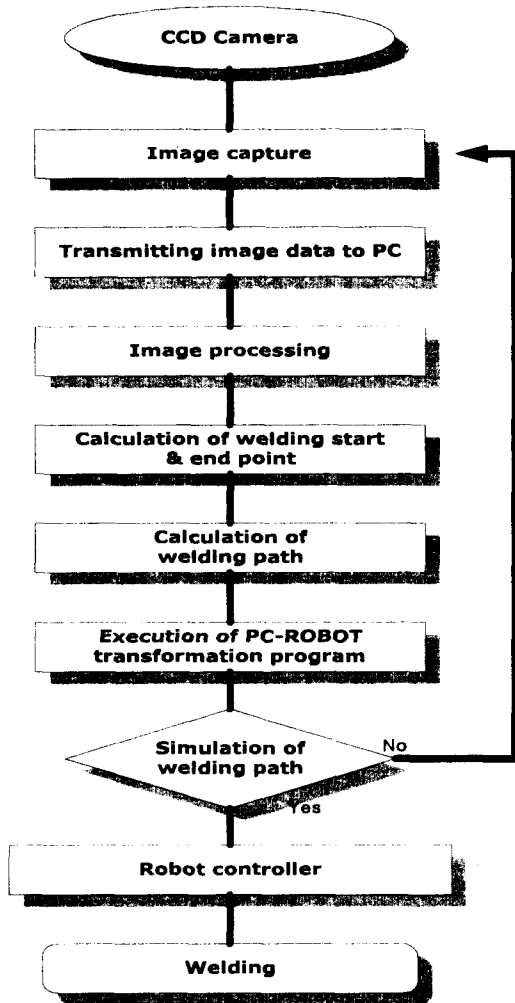 CCD Camera
Image capture
Transmitting image data to PC
Image processing
Calculation of welding start
& end point
Calculation of
welding path
Execution of PC-ROBOT
transformation program
Simulation of
welding path
No
Yes
Robot controller
Welding